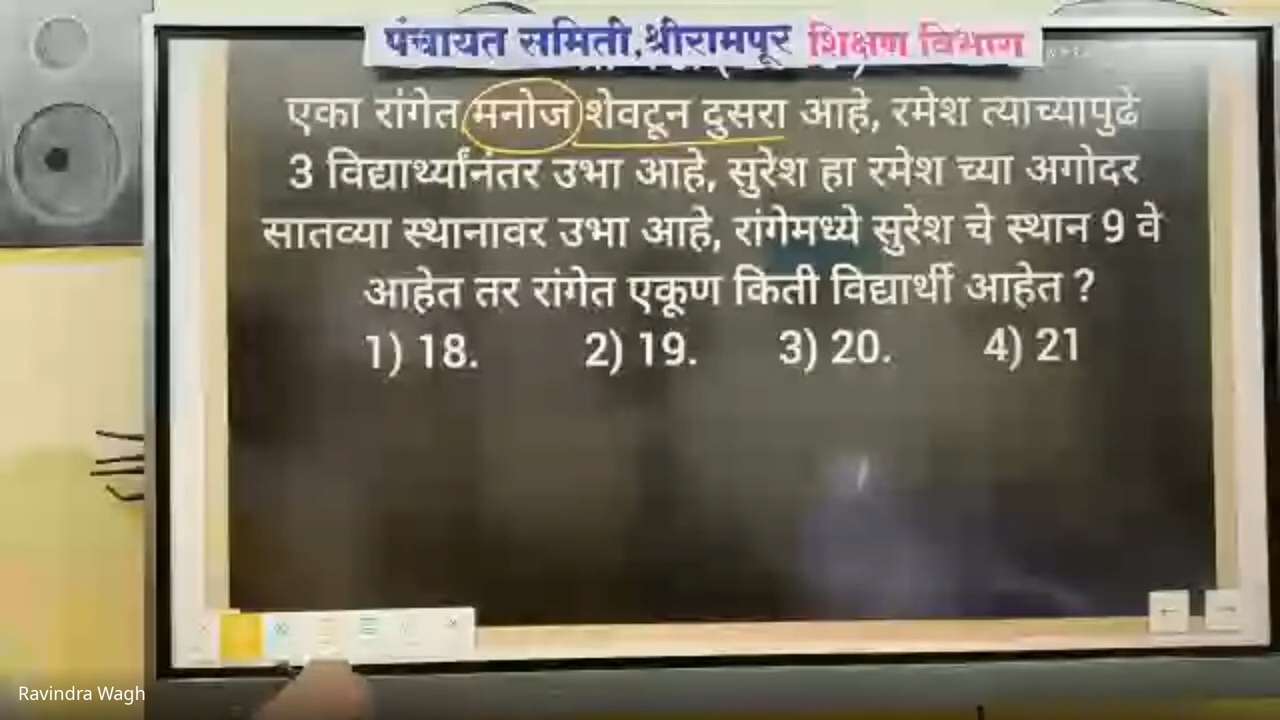 पंचायत समिती,श्रीरामपूर शिक्षण विभाग
एका रांगेत मनोज शेवटून दुसरा आहे, रमेश त्याच्यापुढे
3 विद्यार्थ्यांनंतर उभा आहे, सुरेश हा रमेश च्या अगोदर
सातव्या स्थानावर उभा आहे, रांगेमध्ये सुरेश चे स्थान 9 वे
आहेत तर रांगेत एकूण किती विद्यार्थी आहेत ?
1) 18. 2) 19. 3) 20. 4) 21
Ravindra Wagh